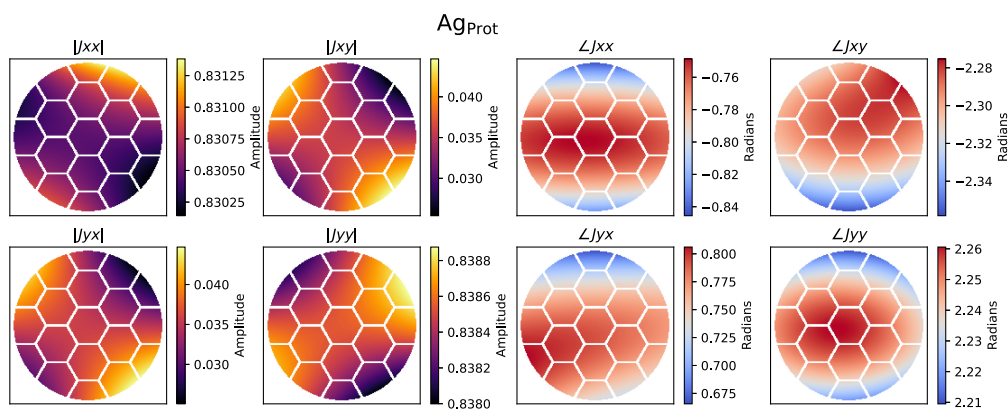 Ag_Prot
|Jxx|
0.83125
0.83100
0.83075
0.83050
0.83025
Amplitude
|Jxy|
0.040
0.035
0.030
Amplitude
∠Jxx
−0.76
−0.78
−0.80
−0.82
−0.84
Radians
∠Jxy
−2.28
−2.30
−2.32
−2.34
Radians
|Jyx|
0.040
0.035
0.030
Amplitude
|Jyy|
0.8388
0.8386
0.8384
0.8382
0.8380
Amplitude
∠Jyx
0.800
0.775
0.750
0.725
0.700
0.675
Radians
∠Jyy
2.26
2.25
2.24
2.23
2.22
2.21
Radians